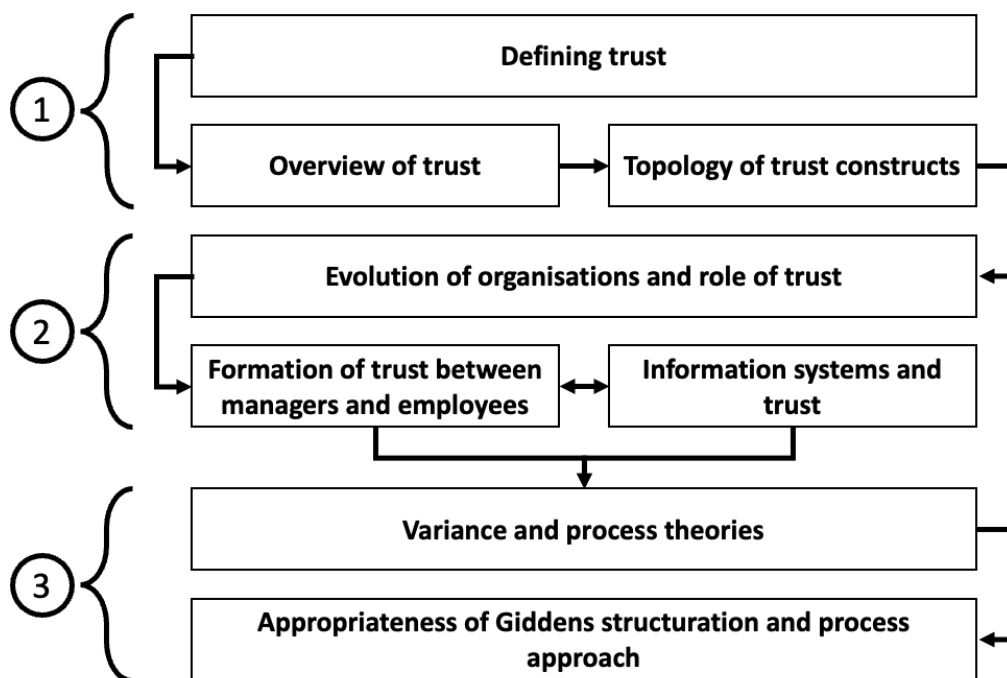 1
Defining trust
Overview of trust
Topology of trust constructs
2
Evolution of organisations and role of trust
Formation of trust between
managers and employees
Information systems and
trust
3
Variance and process theories
Appropriateness of Giddens structuration and process
approach